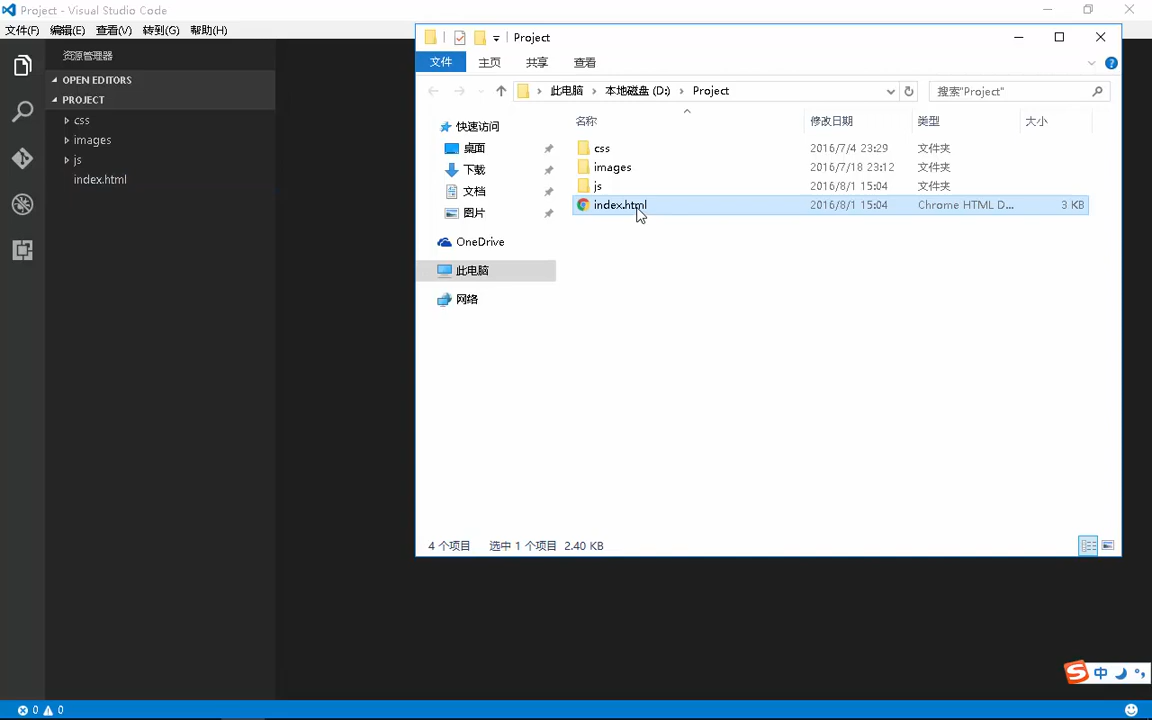 Project - Visual Studio Code
文件(F) 编辑(E) 查看(V) 转到(G) 帮助(H)
资源管理器
OPEN EDITORS
PROJECT
css
images
js
index.html
Project
文件 主页 共享 查看
此电脑 本地磁盘 (D:) Project
搜索"Project"
快速访问
桌面
下载
文档
图片
OneDrive
此电脑
网络
名称 修改日期 类型 大小
css 2016/7/4 23:29 文件夹
images 2016/7/18 23:12 文件夹
js 2016/8/1 15:04 文件夹
index.html 2016/8/1 15:04 Chrome HTML D... 3 KB
4 个项目 选中 1 个项目 2.40 KB
中
0 0